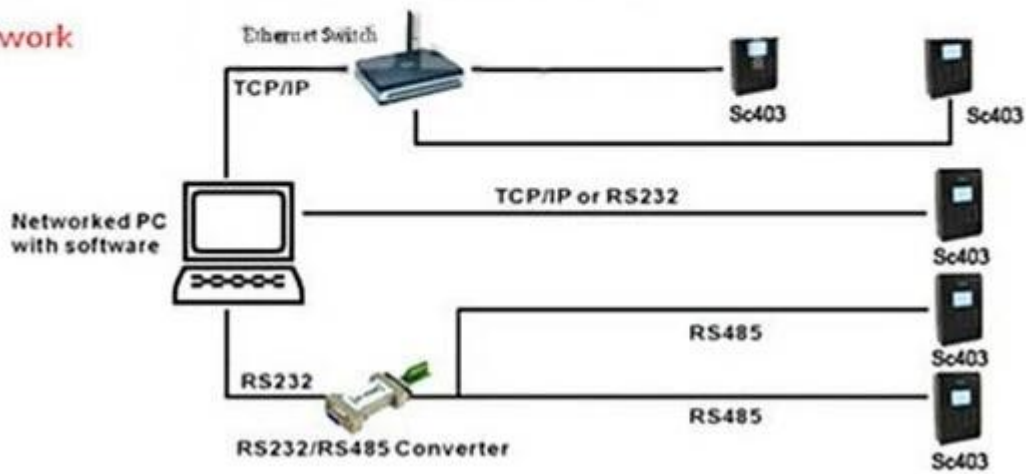 work
Ethernet Switch
TCP/IP
Sc403
Sc403
TCP/IP or RS232
Networked PC
with software
Sc403
RS485
Sc403
RS232
RS485
RS232/RS485 Converter
Sc403